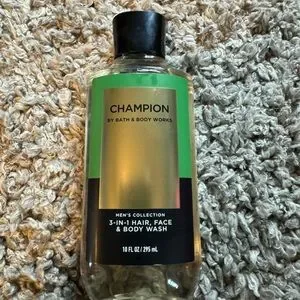 CHAMPION
BY BATH & BODY WORKS
MEN'S COLLECTION
3-IN-1 HAIR, FACE
& BODY WASH
10 FL OZ / 295 mL